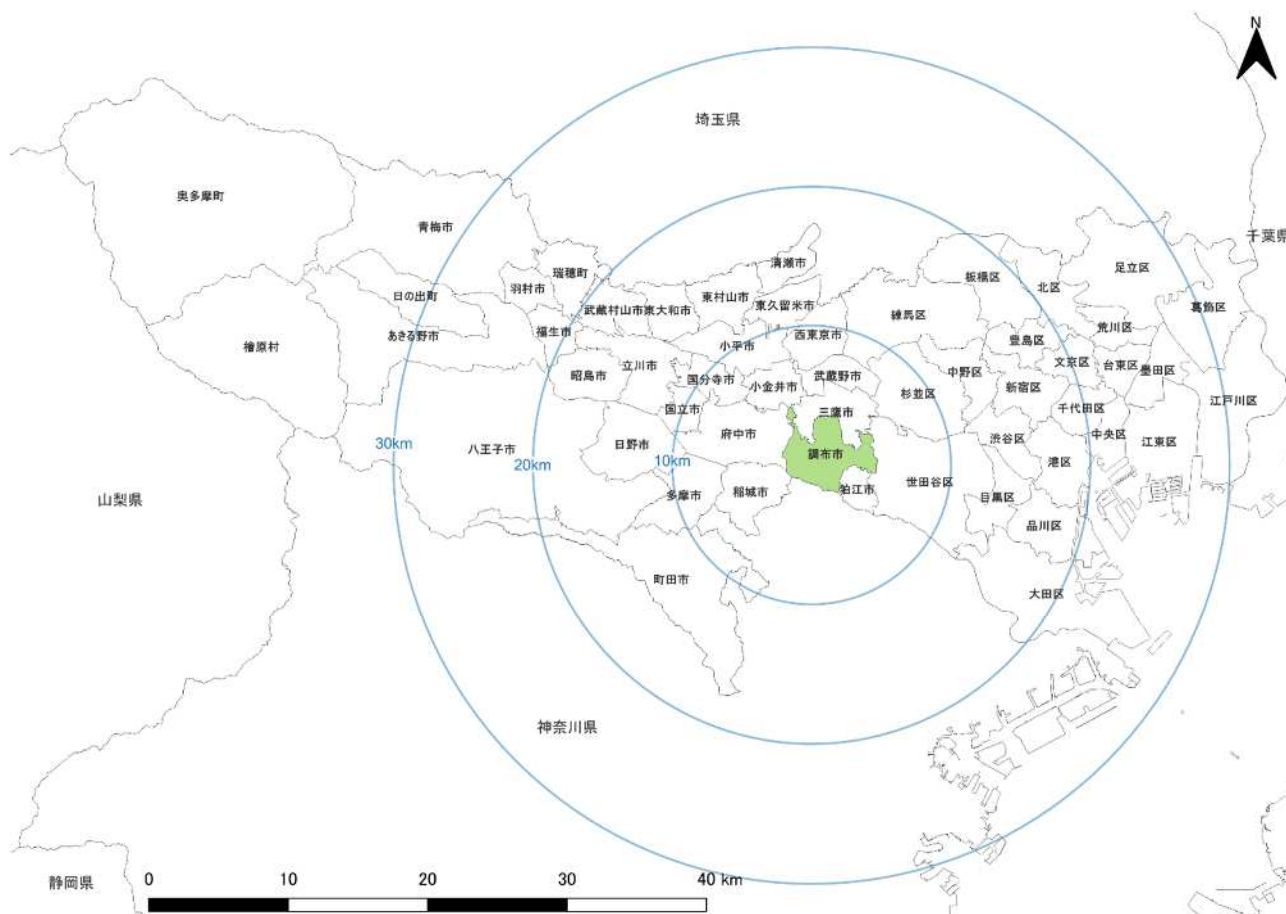 N
埼玉県
奥多摩町
青梅市
千葉県
清瀬市
足立区
瑞穂町
板橋区
北区
羽村市
日の出町
東村山市
東久留米市
葛飾区
武蔵村山市
東大和市
練馬区
荒川区
あきる野市
福生市
西東京市
豊島区
檜原村
小平市
文京区
台東区
墨田区
昭島市
立川市
国分寺市
小金井市
武蔵野市
中野区
新宿区
杉並区
江戸川区
国立市
三鷹市
千代田区
府中市
渋谷区
中央区
江東区
30km
八王子市
日野市
20km
10km
調布市
港区
世田谷区
山梨県
多摩市
稲城市
狛江市
目黒区
品川区
町田市
大田区
神奈川県
静岡県
0
10
20
30
40 km